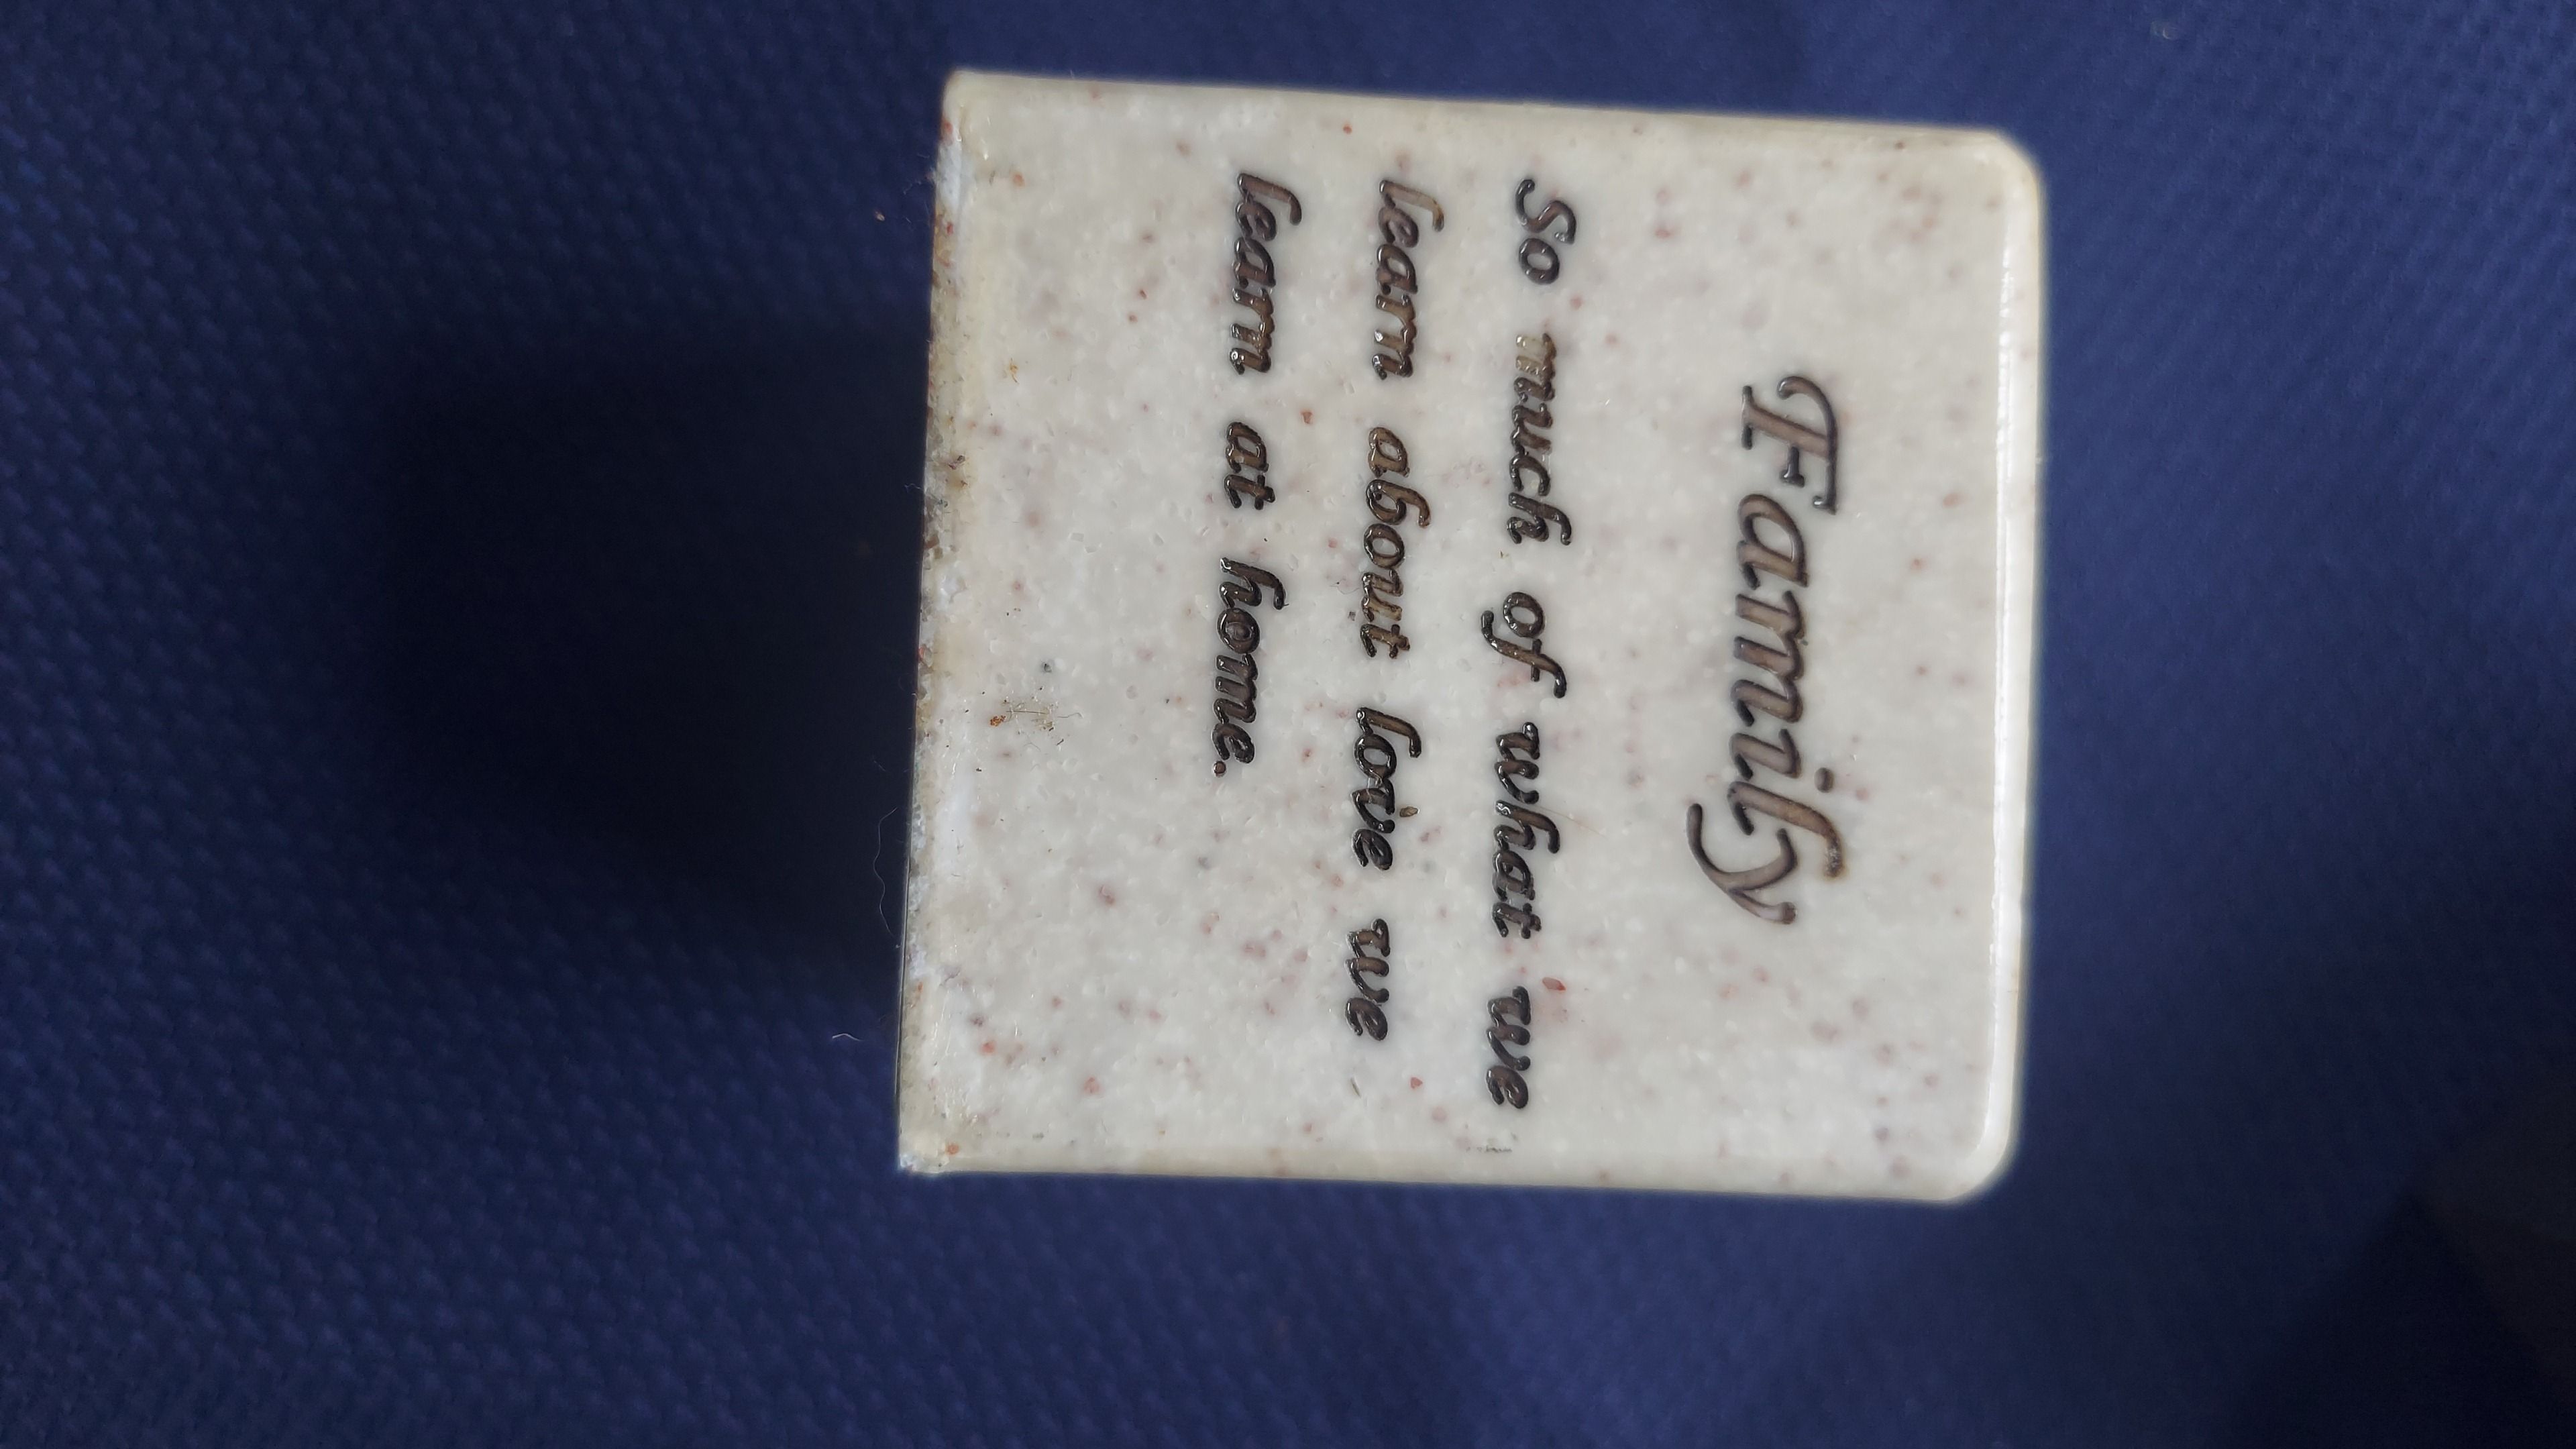 Family
So much of what we
learn about love we
learn at home.